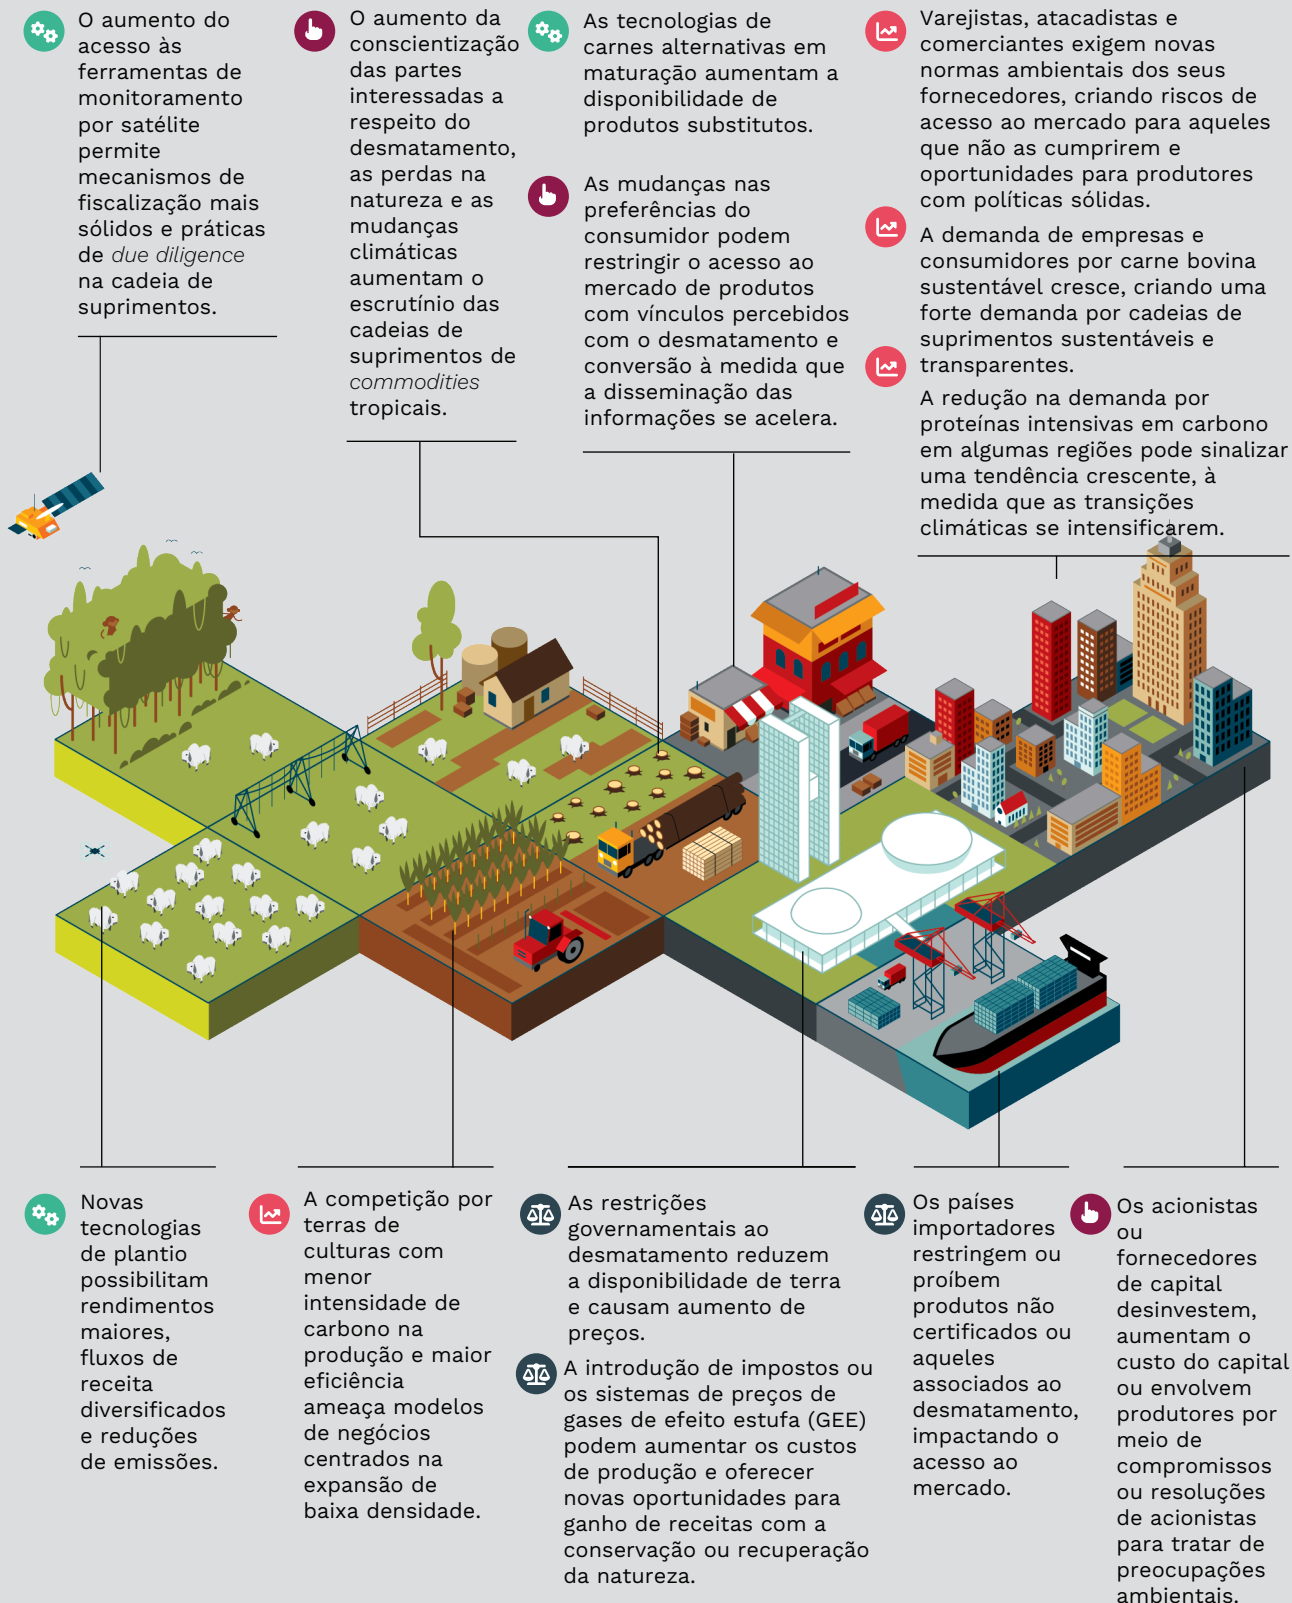 O aumento do
acesso às
ferramentas de
monitoramento
por satélite
permite
mecanismos de
fiscalização mais
sólidos e práticas
de due diligence
na cadeia de
suprimentos.
O aumento da
conscientização
das partes
interessadas a
respeito do
desmatamento,
as perdas na
natureza e as
mudanças
climáticas
aumentam o
escrutínio das
cadeias de
suprimentos de
commodities
tropicais.
As tecnologias de
carnes alternativas em
maturação aumentam a
disponibilidade de
produtos substitutos.
As mudanças nas
preferências do
consumidor podem
restringir o acesso ao
mercado de produtos
com vínculos percebidos
com o desmatamento e
conversão à medida que
a disseminação das
informações se acelera.
Varejistas, atacadistas e
comerciantes exigem novas
normas ambientais dos seus
fornecedores, criando riscos de
acesso ao mercado para aqueles
que não as cumprirem e
oportunidades para produtores
com políticas sólidas.
A demanda de empresas e
consumidores por carne bovina
sustentável cresce, criando uma
forte demanda por cadeias de
suprimentos sustentáveis e
transparentes.
A redução na demanda por
proteínas intensivas em carbono
em algumas regiões pode sinalizar
uma tendência crescente, à
medida que as transições
climáticas se intensificarem.
Novas
tecnologias
de plantio
possibilitam
rendimentos
maiores,
fluxos de
receita
diversificados
e reduções
de emissões.
A competição por
terras de
culturas com
menor
intensidade de
carbono na
produção e maior
eficiência
ameaça modelos
de negócios
centrados na
expansão de
baixa densidade.
As restrições
governamentais ao
desmatamento reduzem
a disponibilidade de terra
e causam aumento de
preços.
A introdução de impostos ou
os sistemas de preços de
gases de efeito estufa (GEE)
podem aumentar os custos
de produção e oferecer
novas oportunidades para
ganho de receitas com a
conservação ou recuperação
da natureza.
Os países
importadores
restringem ou
proíbem
produtos não
certificados ou
aqueles
associados ao
desmatamento,
impactando o
acesso ao
mercado.
Os acionistas
ou
fornecedores
de capital
desinvestem,
aumentam o
custo do capital
ou envolvem
produtores por
meio de
compromissos
ou resoluções
de acionistas
para tratar de
preocupações
ambientais.